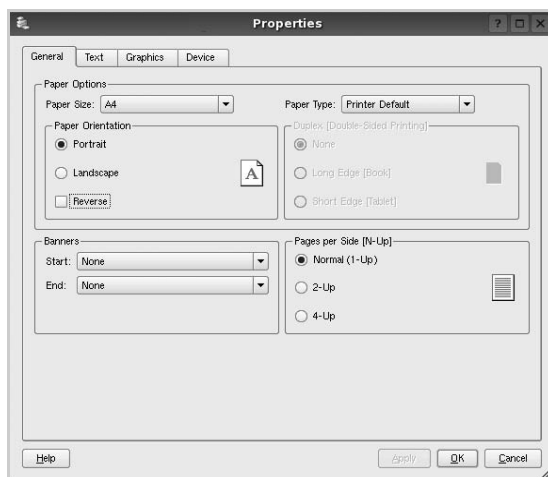 Properties
General Text Graphics Device
Paper Options
Paper Size: A4 Paper Type: Printer Default
Paper Orientation
Portrait
Landscape
Reverse
A
Duplex [Double-Sided Printing]
None
Long Edge [Book]
Short Edge [Tablet]
Banners
Start: None
End: None
Pages per Side [N-Up]
Normal (1-Up)
2-Up
4-Up
Help Apply OK Cancel